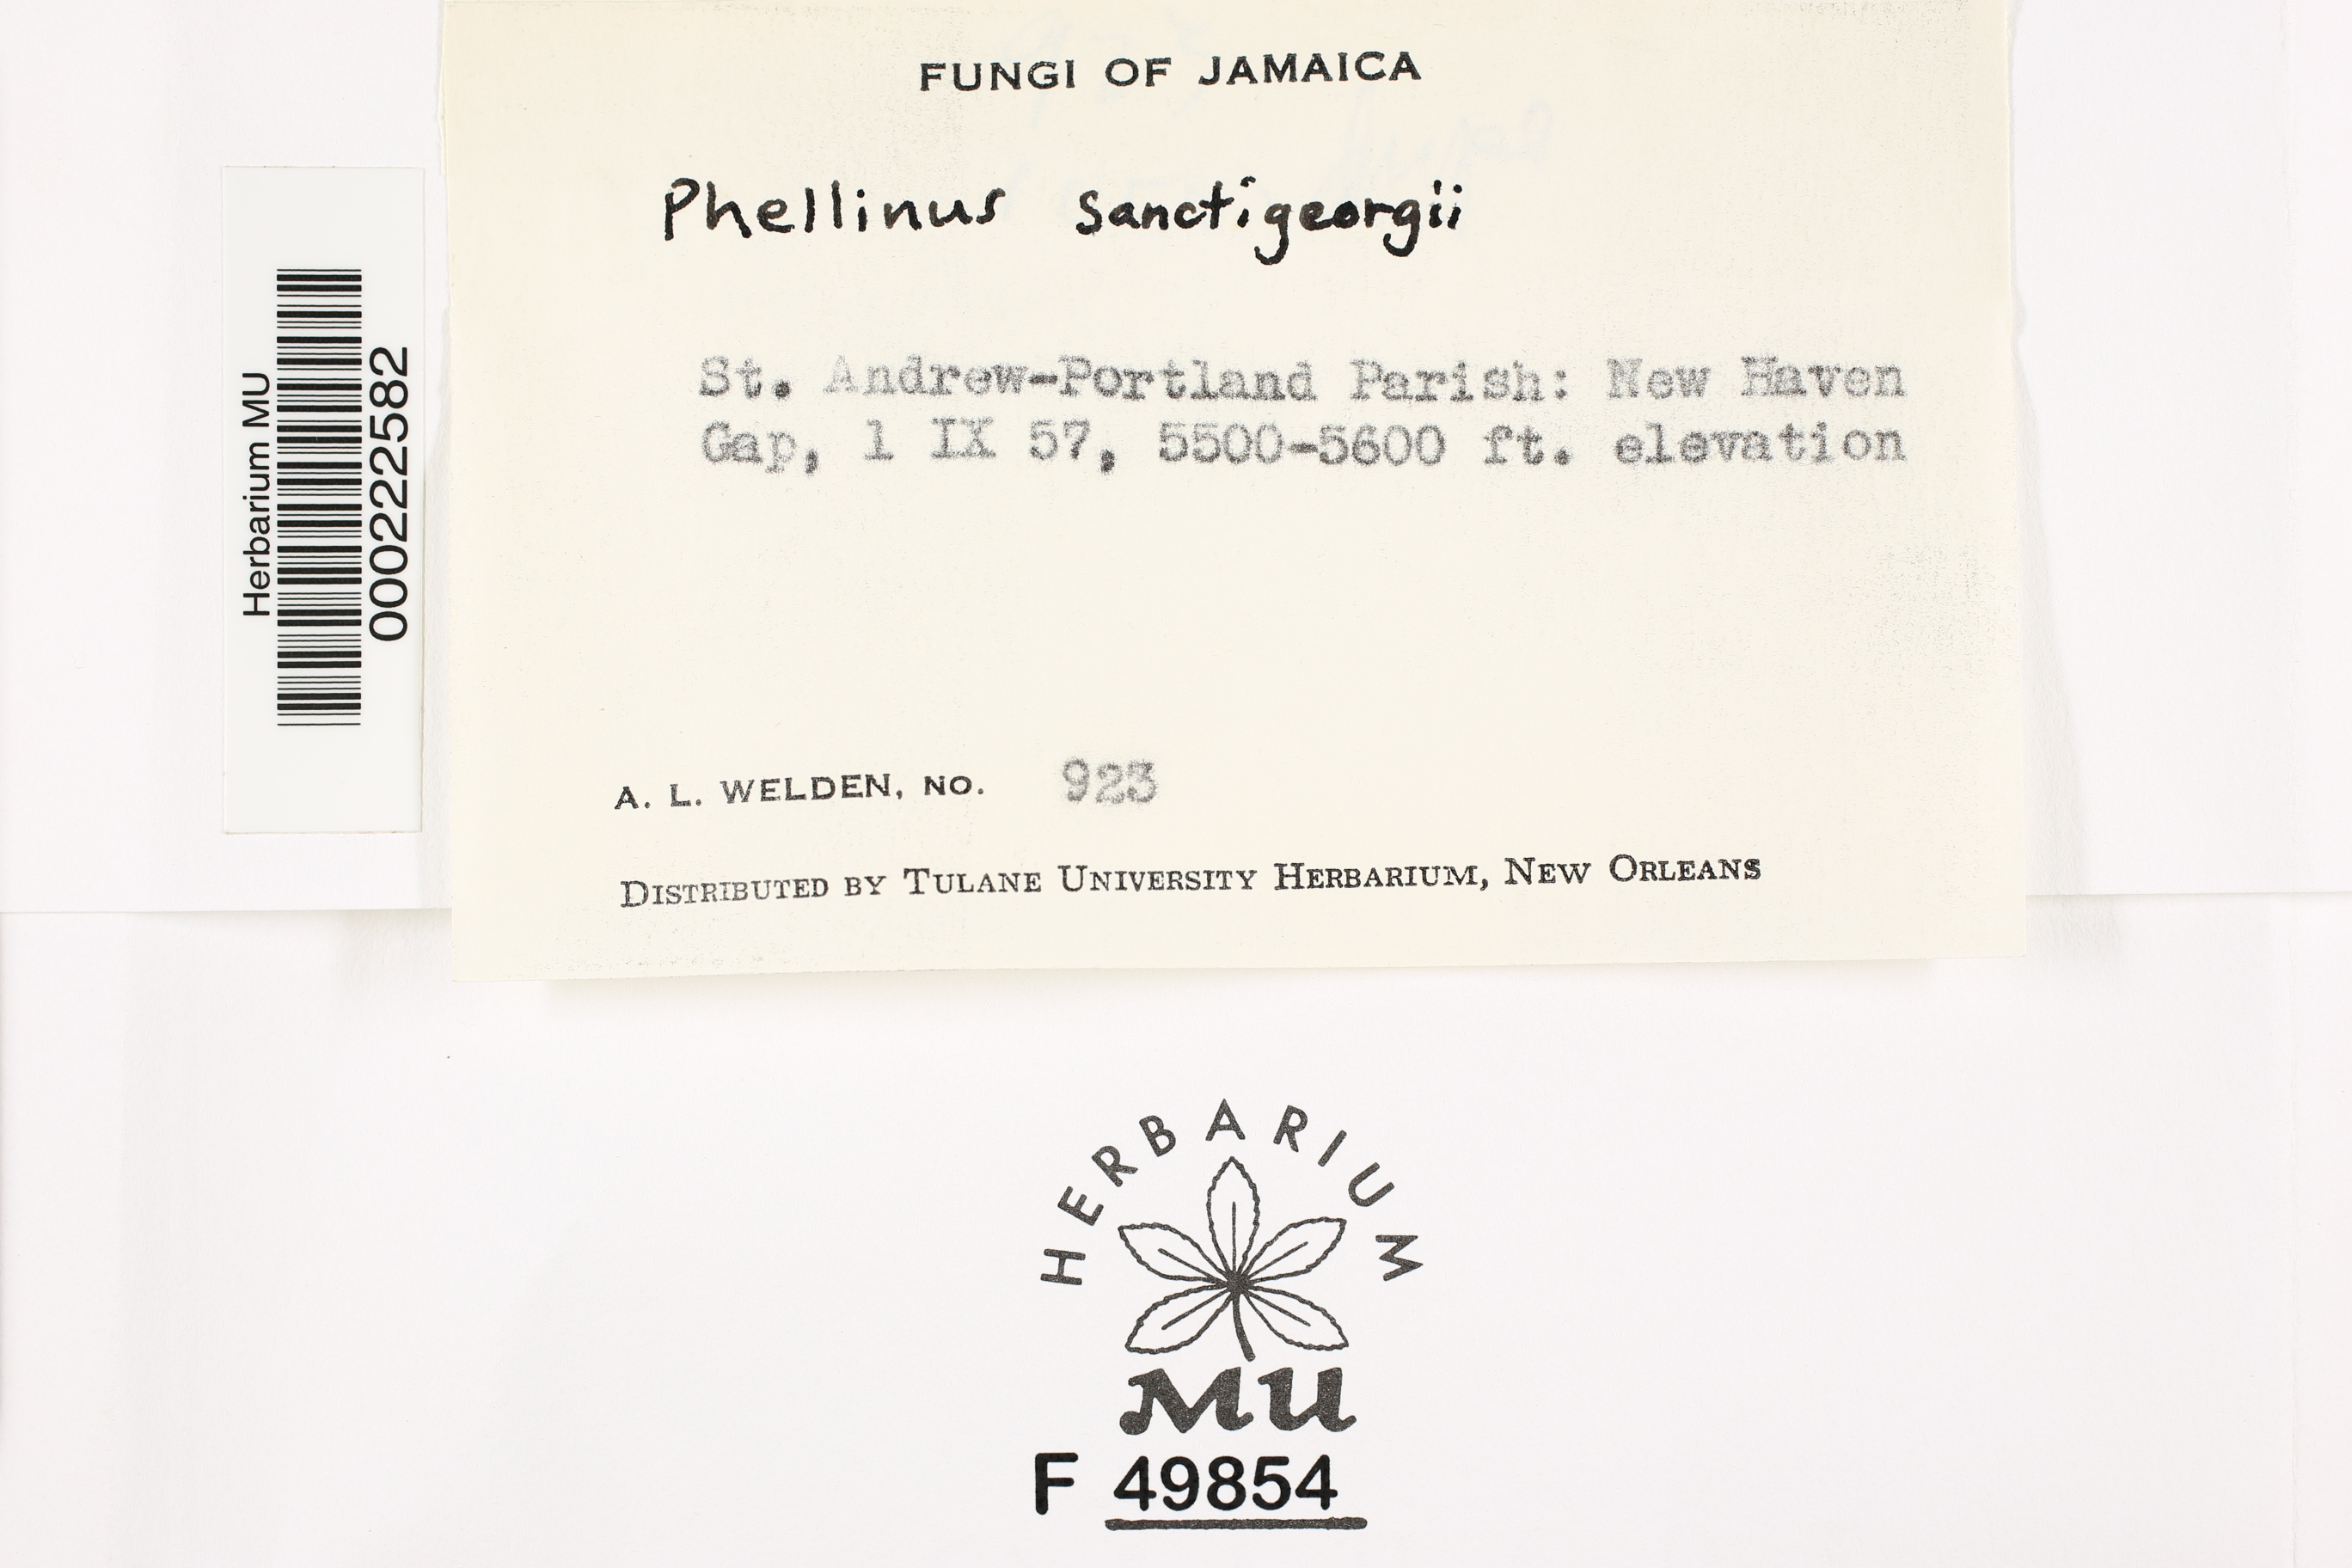 FUNGI OF JAMAICA
Phellinus sanctigeorgii
St. Andrew-Portland Parish: New Haven
Gap, 1 IX 57, 5500-5600 ft. elevation
A. L. WELDEN, NO. 923
DISTRIBUTED BY TULANE UNIVERSITY HERBARIUM, NEW ORLEANS
Herbarium MU
000222582
HERBARIUM
MU
F 49854